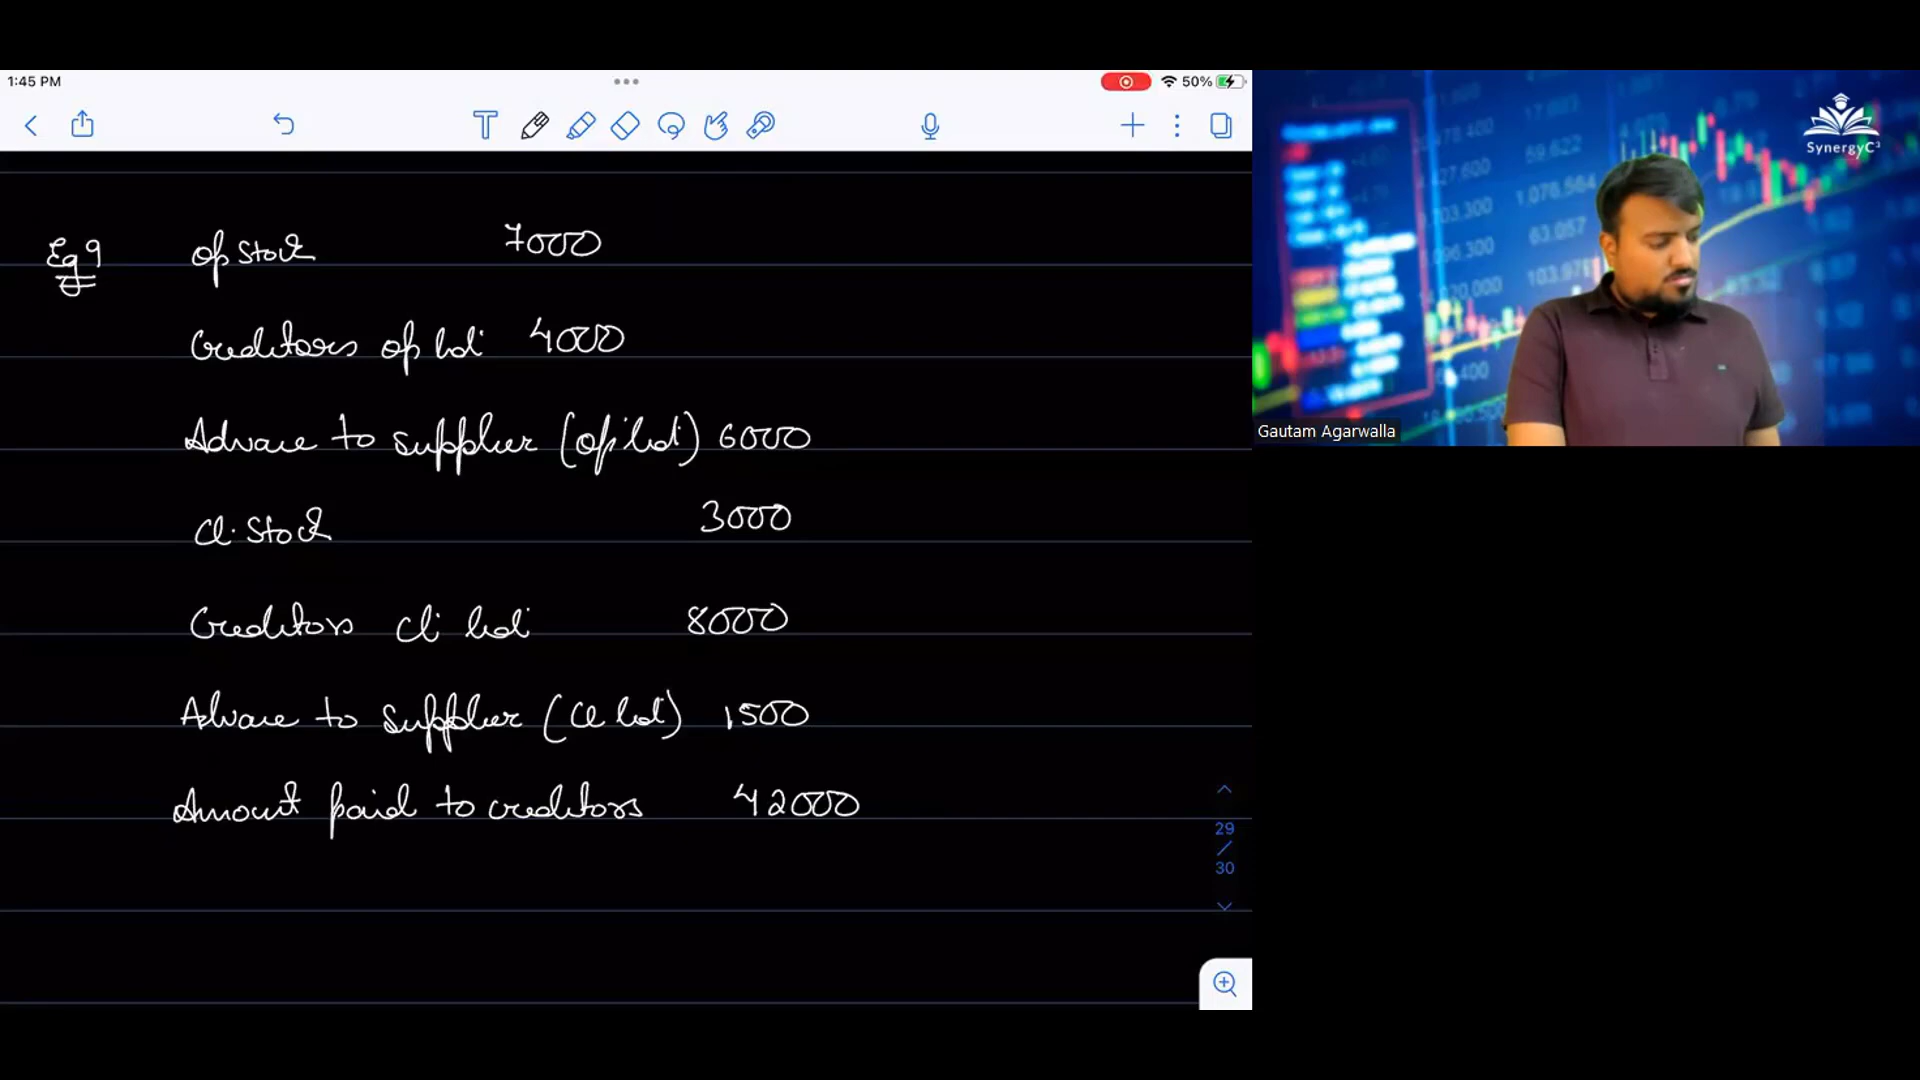 1:45 PM
50%
Eg 9 op stock 7000
Creditors op bal 4000
Advance to supplier (op bal) 6000
Cl. Stock 3000
Creditors cl bal 8000
Advance to supplier (Cl bal) 1500
Amount paid to creditors 42000
29
/
30
SynergyC³
Gautam Agarwalla